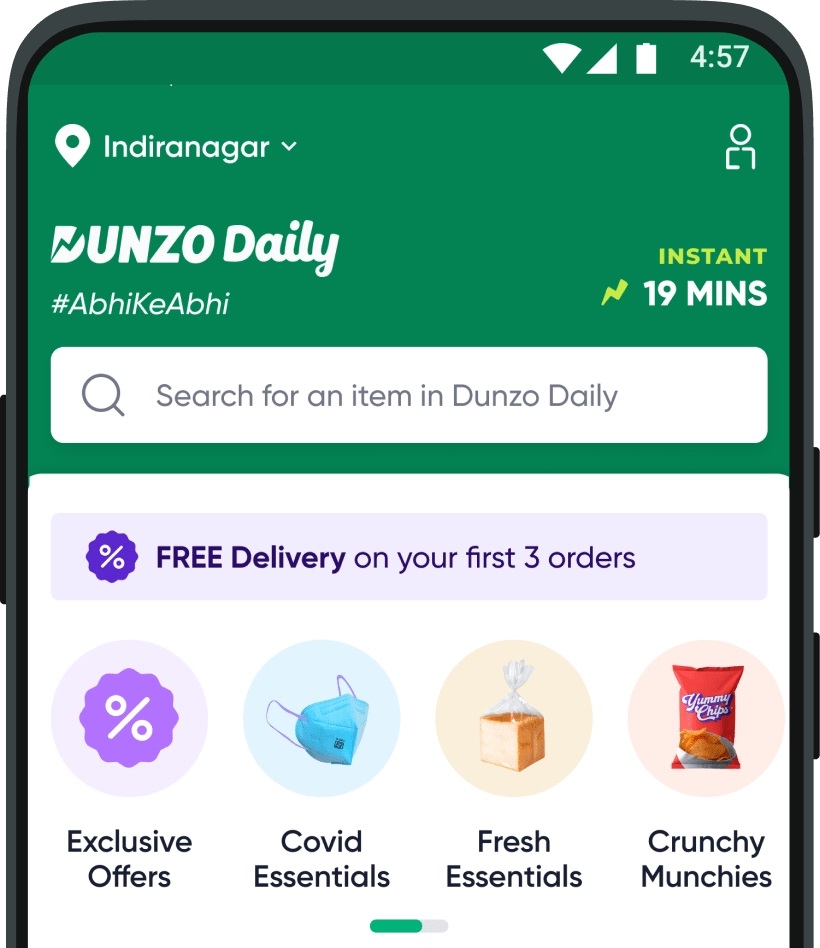 4:57
Indiranagar
DUNZO Daily
#AbhiKeAbhi
INSTANT
19 MINS
Search for an item in Dunzo Daily
% FREE Delivery on your first 3 orders
%
Yummy
Chips
Exclusive
Offers
Covid
Essentials
Fresh
Essentials
Crunchy
Munchies